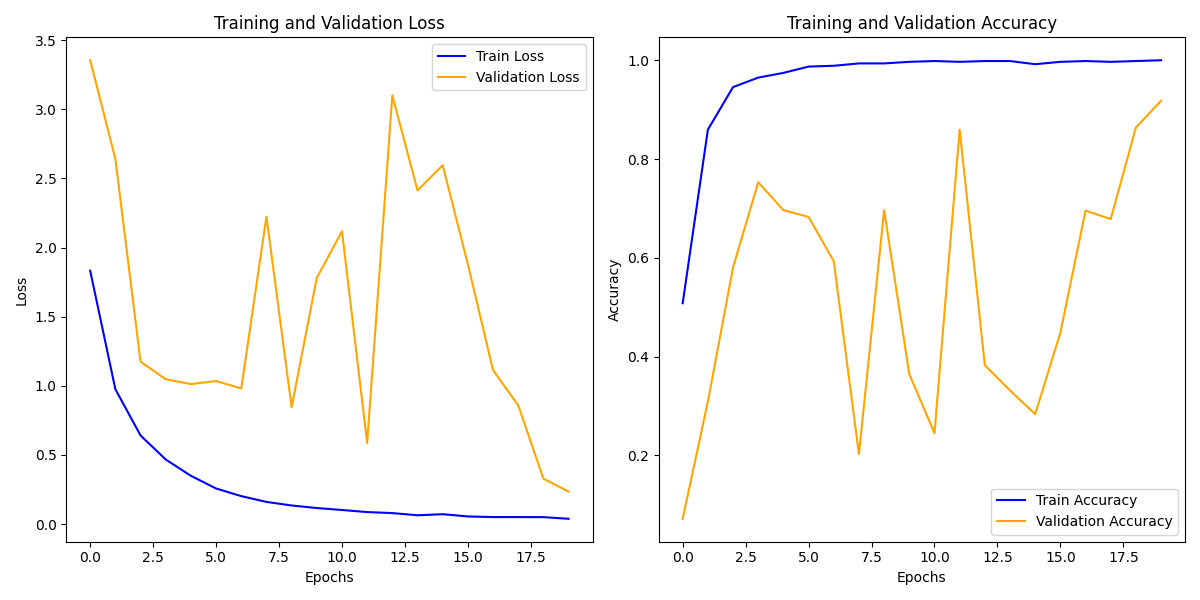 Training and Validation Loss
3.5
3.0
2.5
2.0
1.5
1.0
0.5
0.0
Loss
Train Loss
Validation Loss
0.0 2.5 5.0 7.5 10.0 12.5 15.0 17.5
Epochs
Training and Validation Accuracy
1.0
0.8
0.6
0.4
0.2
Accuracy
Train Accuracy
Validation Accuracy
0.0 2.5 5.0 7.5 10.0 12.5 15.0 17.5
Epochs